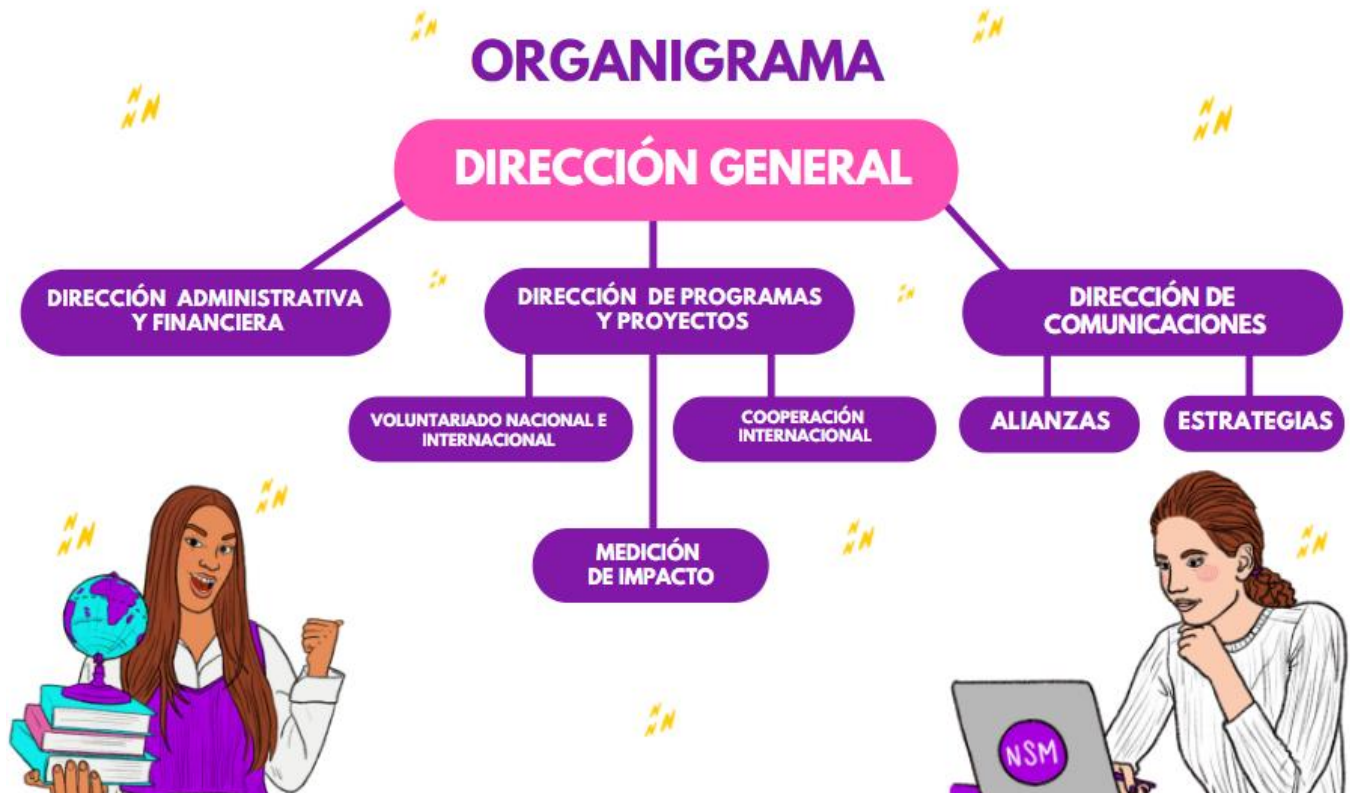 ORGANIGRAMA
DIRECCIÓN GENERAL
DIRECCIÓN ADMINISTRATIVA
Y FINANCIERA
DIRECCIÓN DE PROGRAMAS
Y PROYECTOS
DIRECCIÓN DE
COMUNICACIONES
VOLUNTARIADO NACIONAL E
INTERNACIONAL
COOPERACIÓN
INTERNACIONAL
ALIANZAS
ESTRATEGIAS
MEDICIÓN
DE IMPACTO
NSM